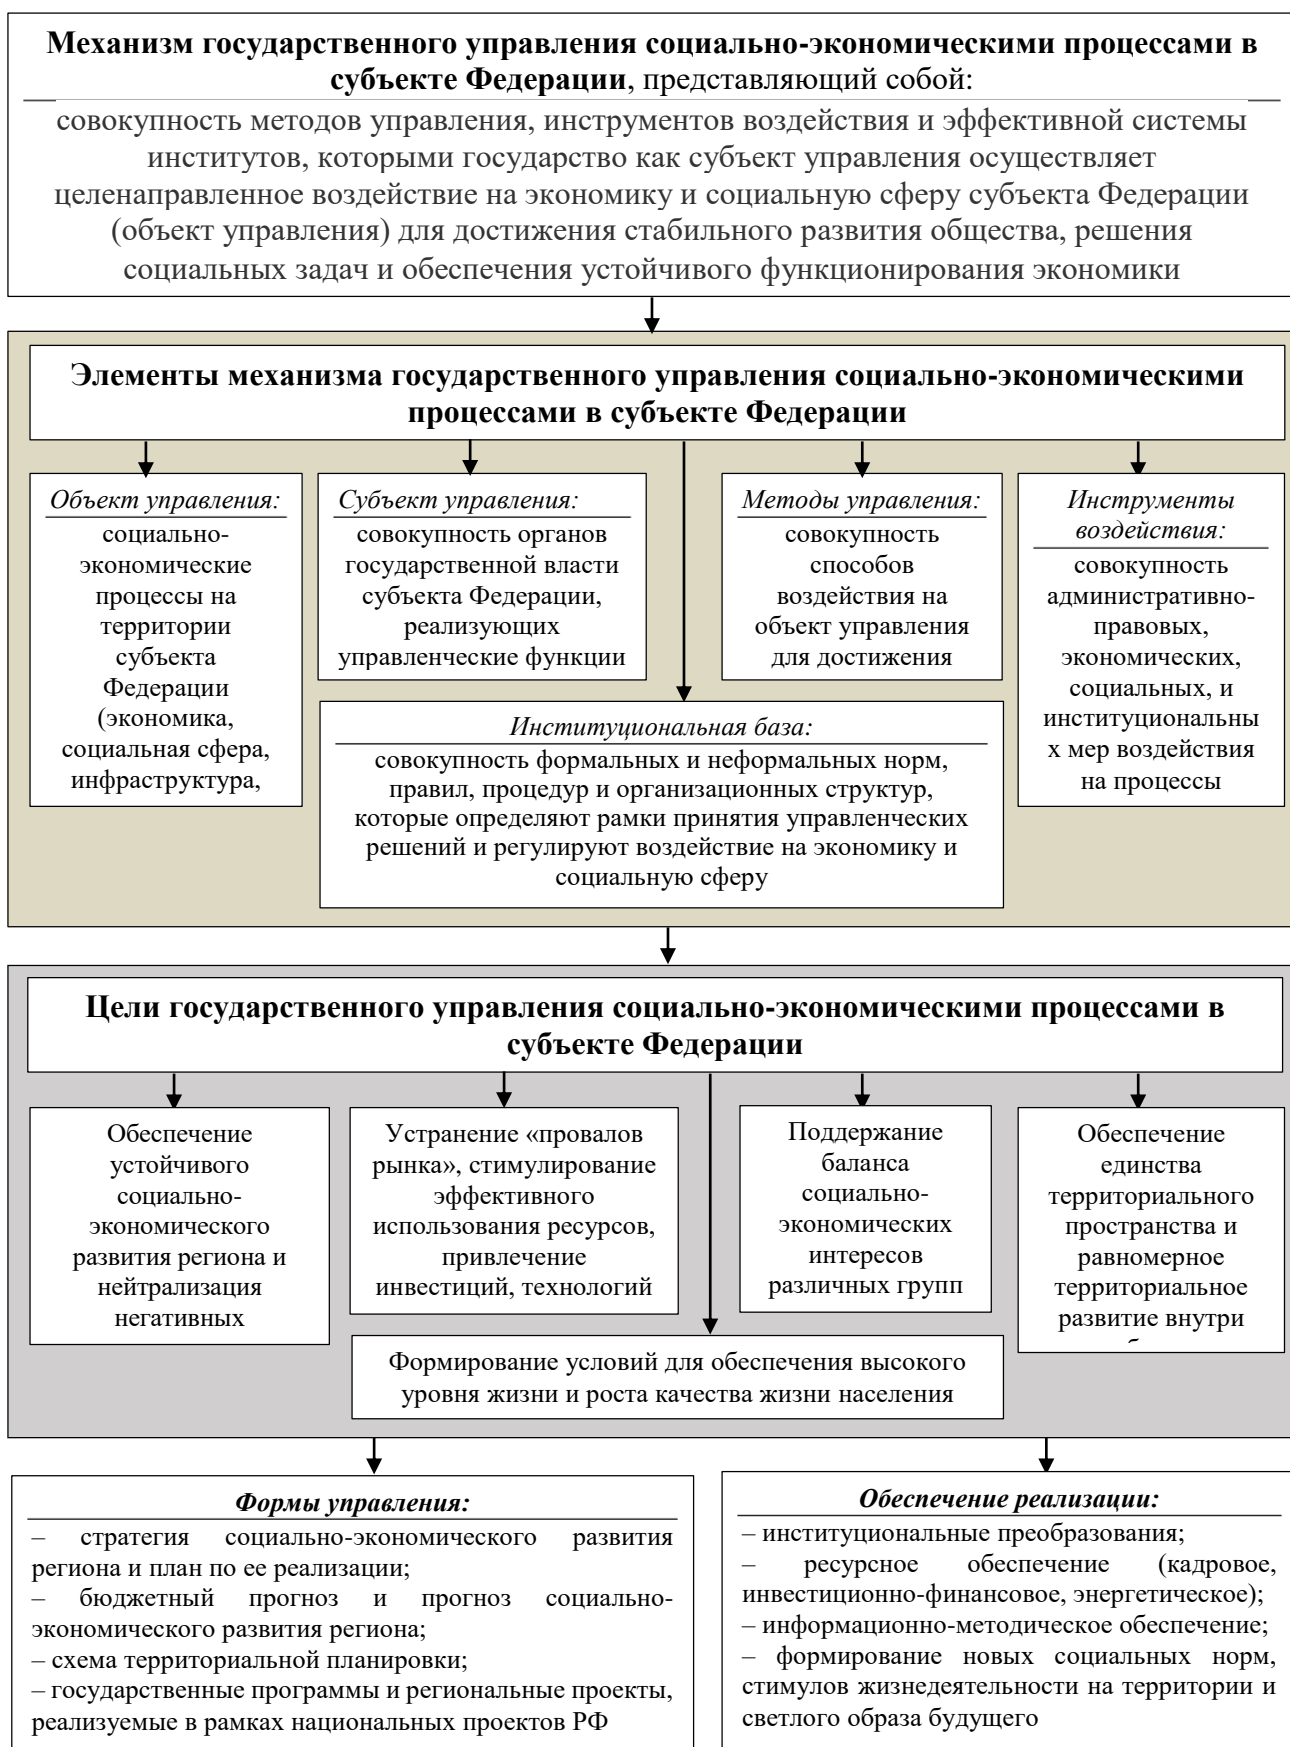 Механизм государственного управления социально-экономическими процессами в
субъекте Федерации, представляющий собой:
совокупность методов управления, инструментов воздействия и эффективной системы
институтов, которыми государство как субъект управления осуществляет
целенаправленное воздействие на экономику и социальную сферу субъекта Федерации
(объект управления) для достижения стабильного развития общества, решения
социальных задач и обеспечения устойчивого функционирования экономики
Элементы механизма государственного управления социально-экономическими
процессами в субъекте Федерации
Объект управления:
социально-
экономические
процессы на
территории
субъекта
Федерации
(экономика,
социальная сфера,
инфраструктура,
Субъект управления:
совокупность органов
государственной власти
субъекта Федерации,
реализующих
управленческие функции
Методы управления:
совокупность
способов
воздействия на
объект управления
для достижения
Инструменты
воздействия:
совокупность
административно-
правовых,
экономических,
социальных, и
институциональны
х мер воздействия
на процессы
Институциональная база:
совокупность формальных и неформальных норм,
правил, процедур и организационных структур,
которые определяют рамки принятия управленческих
решений и регулируют воздействие на экономику и
социальную сферу
Цели государственного управления социально-экономическими процессами в
субъекте Федерации
Обеспечение
устойчивого
социально-
экономического
развития региона и
нейтрализация
негативных
Устранение «провалов
рынка», стимулирование
эффективного
использования ресурсов,
привлечение
инвестиций, технологий
Поддержание
баланса
социально-
экономических
интересов
различных групп
Обеспечение
единства
территориального
пространства и
равномерное
территориальное
развитие внутри
Формирование условий для обеспечения высокого
уровня жизни и роста качества жизни населения
Формы управления:
– стратегия социально-экономического развития
региона и план по ее реализации;
– бюджетный прогноз и прогноз социально-
экономического развития региона;
– схема территориальной планировки;
– государственные программы и региональные проекты,
реализуемые в рамках национальных проектов РФ
Обеспечение реализации:
– институциональные преобразования;
– ресурсное обеспечение (кадровое,
инвестиционно-финансовое, энергетическое);
– информационно-методическое обеспечение;
– формирование новых социальных норм,
стимулов жизнедеятельности на территории и
светлого образа будущего